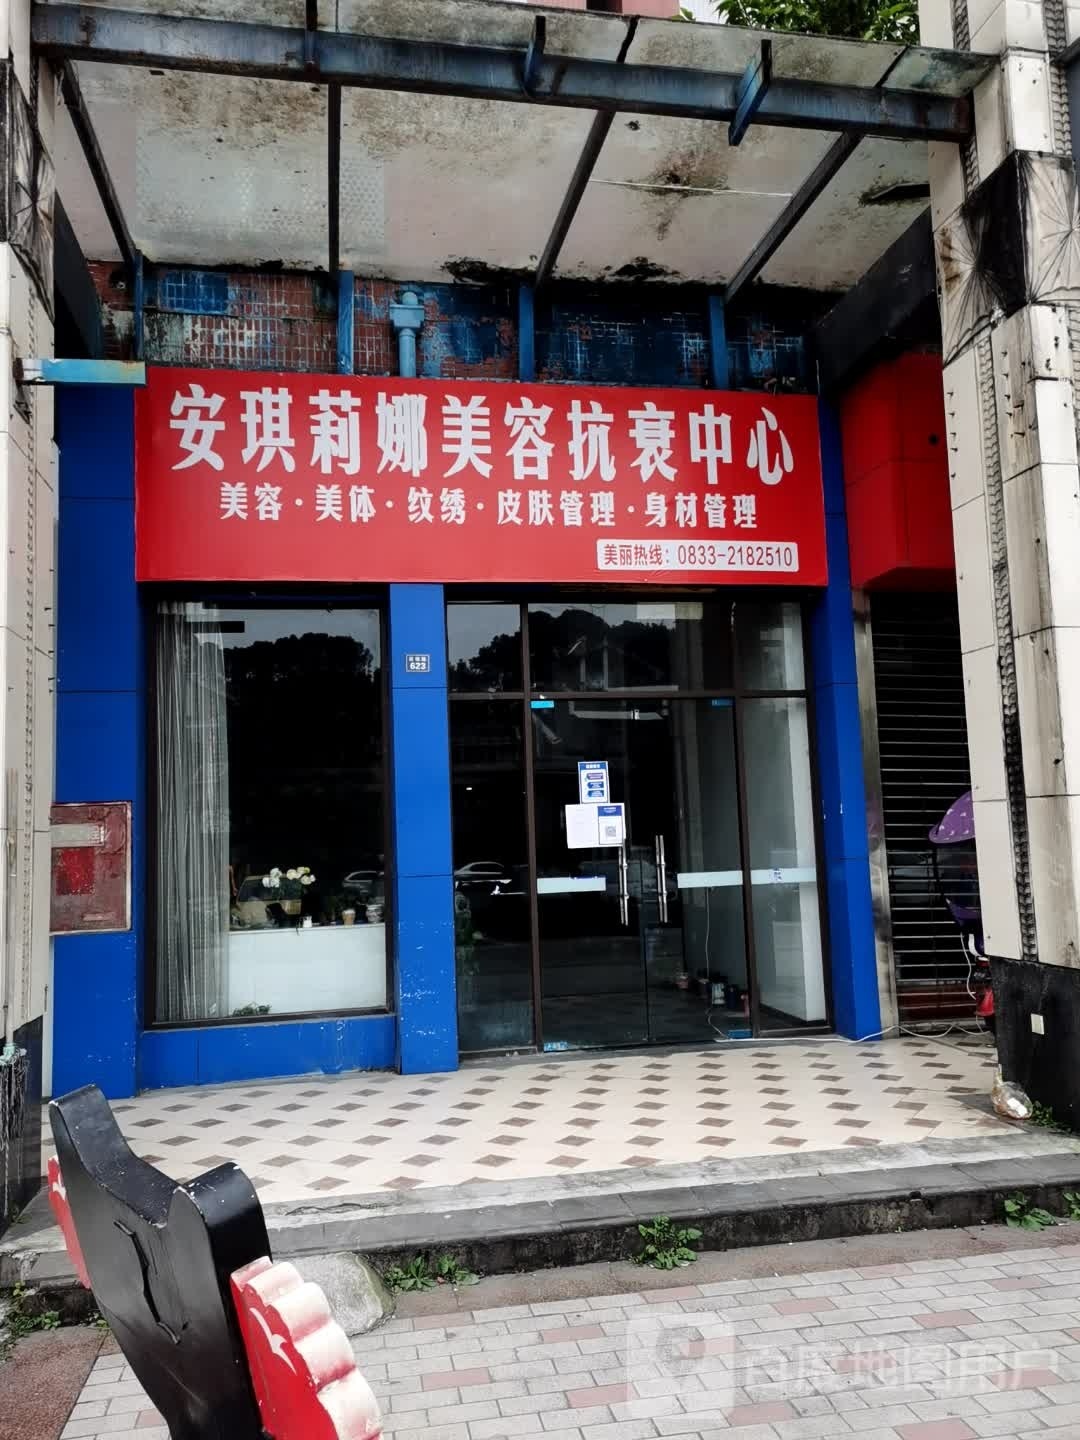 安琪莉娜美容抗衰中心
美容·美体·纹绣·皮肤管理·身材管理
美丽热线：0833-2182510
623
百度地图用户